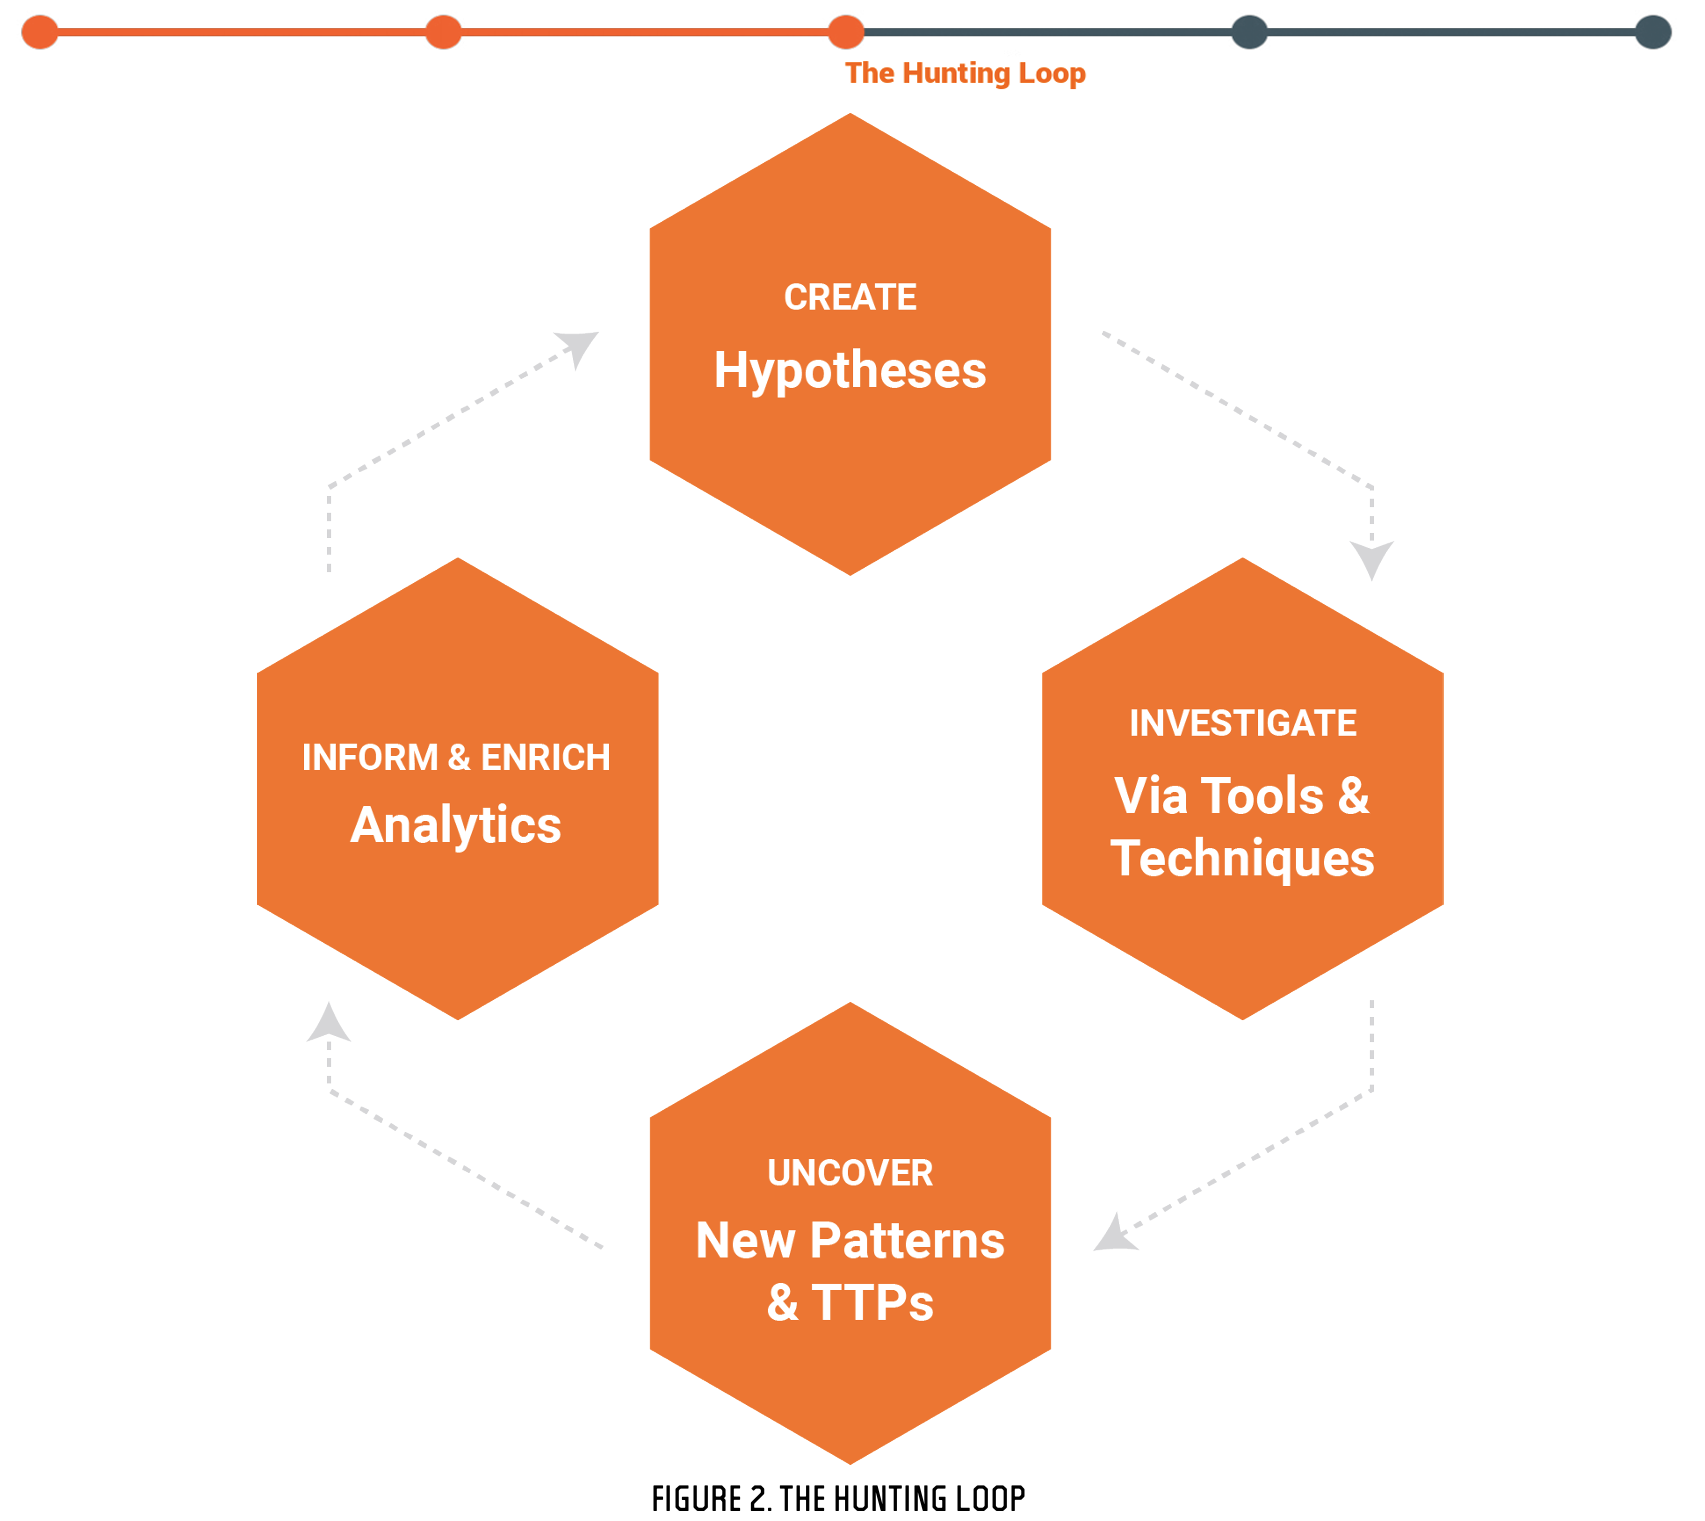 The Hunting Loop
CREATE
Hypotheses
INVESTIGATE
Via Tools &
Techniques
UNCOVER
New Patterns
& TTPs
INFORM & ENRICH
Analytics
FIGURE 2. THE HUNTING LOOP